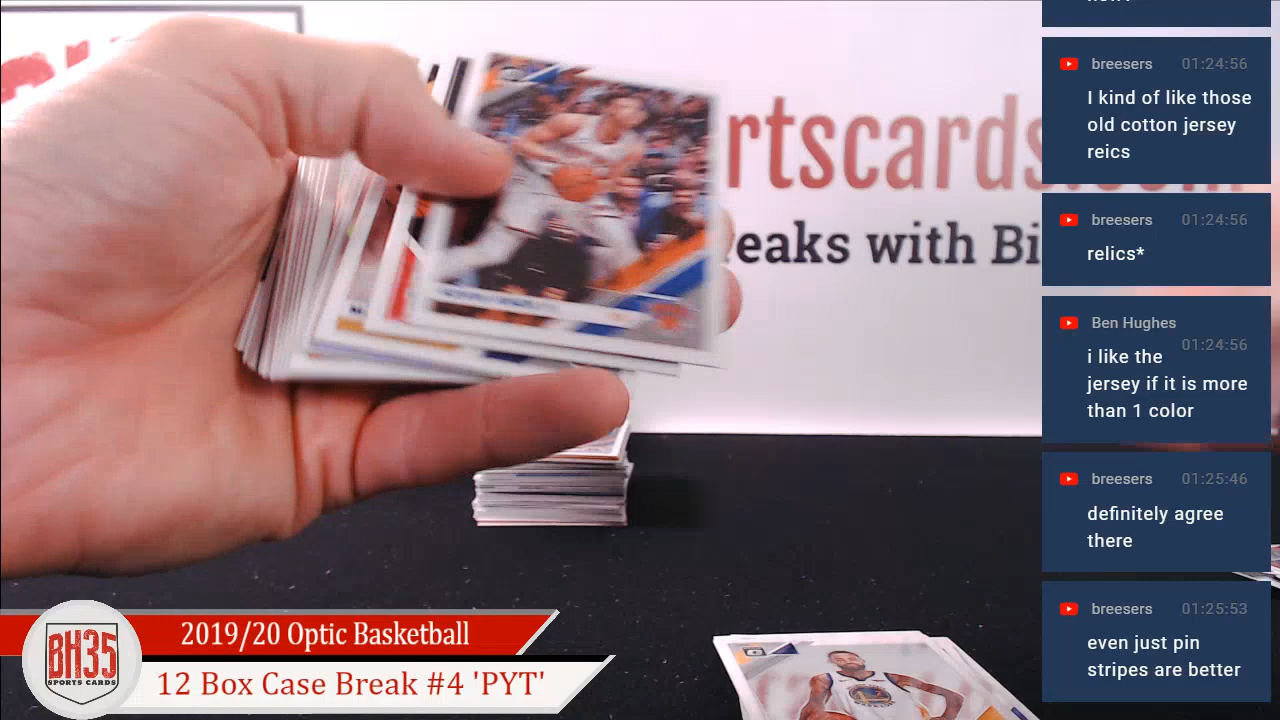 rtscards.com
eaks with Bi
breesers 01:24:56
I kind of like those
old cotton jersey
reics
breesers 01:24:56
relics*
Ben Hughes
01:24:56
i like the
jersey if it is more
than 1 color
breesers 01:25:46
definitely agree
there
breesers 01:25:53
even just pin
stripes are better
2019/20 Optic Basketball
12 Box Case Break #4 'PYT'
BH35
SPORTS CARDS